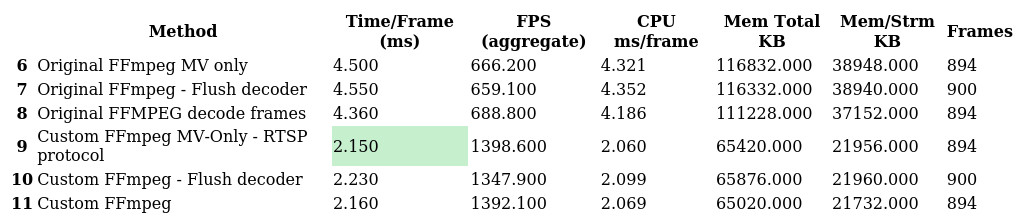 Method Time/Frame (ms) FPS (aggregate) CPU ms/frame Mem Total KB Mem/Strm KB Frames
6 Original FFmpeg MV only 4.500 666.200 4.321 116832.000 38948.000 894
7 Original FFmpeg - Flush decoder 4.550 659.100 4.352 116332.000 38940.000 900
8 Original FFMPEG decode frames 4.360 688.800 4.186 111228.000 37152.000 894
9 Custom FFmpeg MV-Only - RTSP protocol 2.150 1398.600 2.060 65420.000 21956.000 894
10 Custom FFmpeg - Flush decoder 2.230 1347.900 2.099 65876.000 21960.000 900
11 Custom FFmpeg 2.160 1392.100 2.069 65020.000 21732.000 894